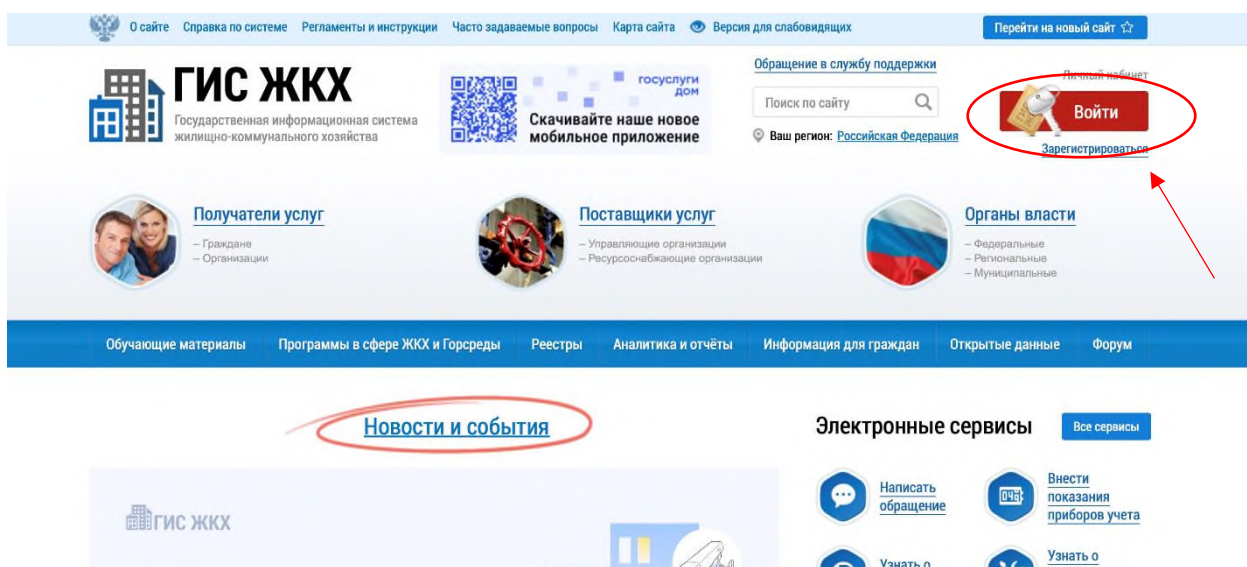 О сайте Справка по системе Регламенты и инструкции Часто задаваемые вопросы Карта сайта Версия для слабовидящих Перейти на новый сайт
ГИС ЖКХ
Государственная информационная система
жилищно-коммунального хозяйства
госуслуги
дом
Скачивайте наше новое
мобильное приложение
Обращение в службу поддержки
Поиск по сайту
Ваш регион: Российская Федерация
Личный кабинет
Войти
Зарегистрироваться
Получатели услуг
– Граждане
– Организации
Поставщики услуг
– Управляющие организации
– Ресурсоснабжающие организации
Органы власти
– Федеральные
– Региональные
– Муниципальные
Обучающие материалы Программы в сфере ЖКХ и Горсреды Реестры Аналитика и отчёты Информация для граждан Открытые данные Форум
Новости и события
ГИС ЖКХ
Электронные сервисы
Все сервисы
Написать
обращение
Внести
показания
приборов учета
Узнать о
Узнать о